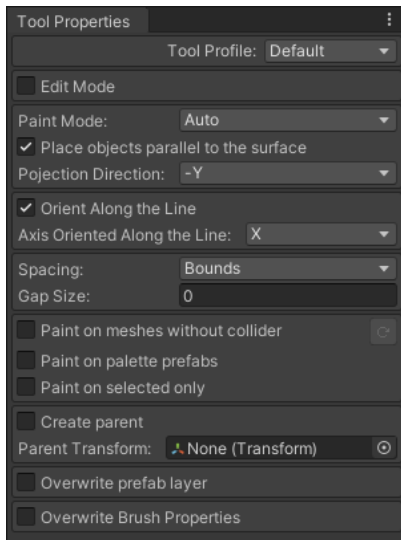 Tool Properties
Tool Profile: Default
Edit Mode
Paint Mode: Auto
Place objects parallel to the surface
Pojection Direction: -Y
Orient Along the Line
Axis Oriented Along the Line: X
Spacing: Bounds
Gap Size: 0
Paint on meshes without collider
Paint on palette prefabs
Paint on selected only
Create parent
Parent Transform: None (Transform)
Overwrite prefab layer
Overwrite Brush Properties